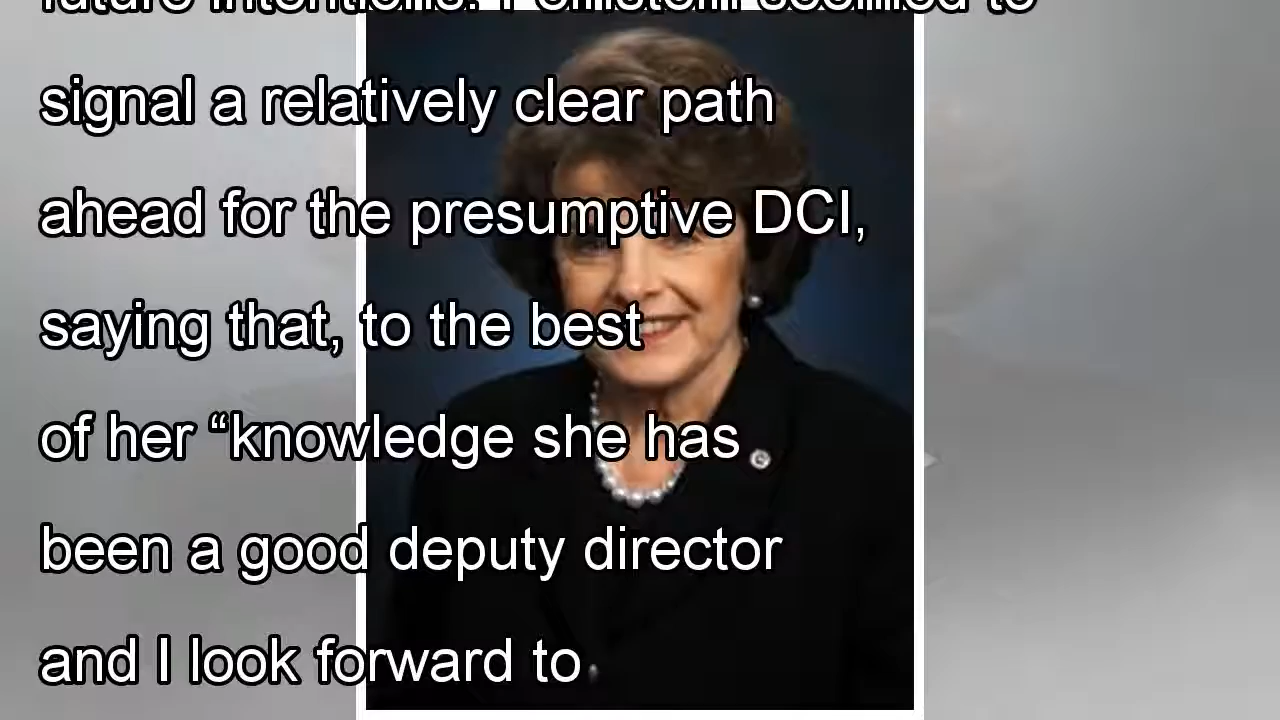 to
signal a relatively clear path
ahead for the presumptive DCI,
saying that, to the best
of her “knowledge she has
been a good deputy director
and I look forward to